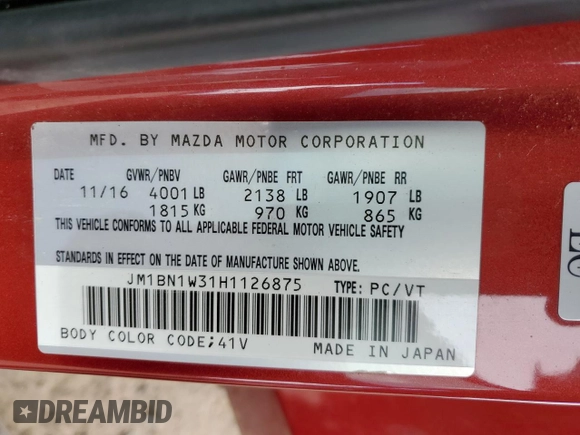 MFD. BY MAZDA MOTOR CORPORATION
DATE GVWR/PNBV GAWR/PNBE FRT GAWR/PNBE RR
11/16 4001 LB 2138 LB 1907 LB
1815 KG 970 KG 865 KG
THIS VEHICLE CONFORMS TO ALL APPLICABLE FEDERAL MOTOR VEHICLE SAFETY
STANDARDS IN EFFECT ON THE DATE OF MANUFACTURE SHOWN ABOVE.
JM1BN1W31H1126875 TYPE: PC/VT
BODY COLOR CODE;41V MADE IN JAPAN
DREAMBID